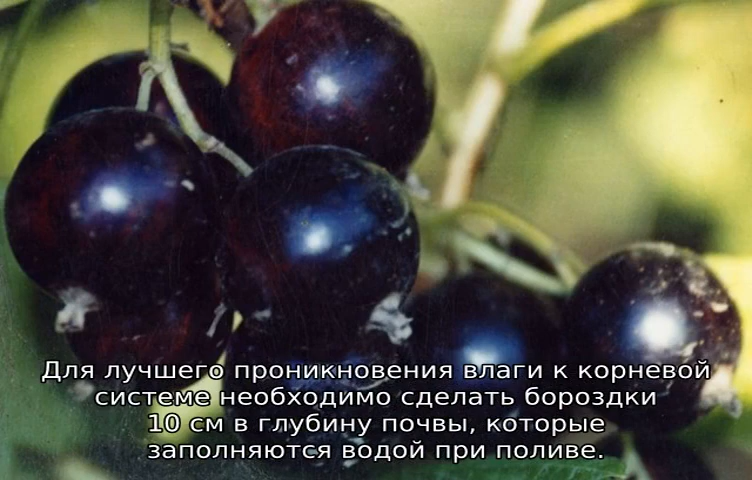 Для лучшего проникновения влаги к корневой
системе необходимо сделать бороздки
10 см в глубину почвы, которые
заполняются водой при поливе.